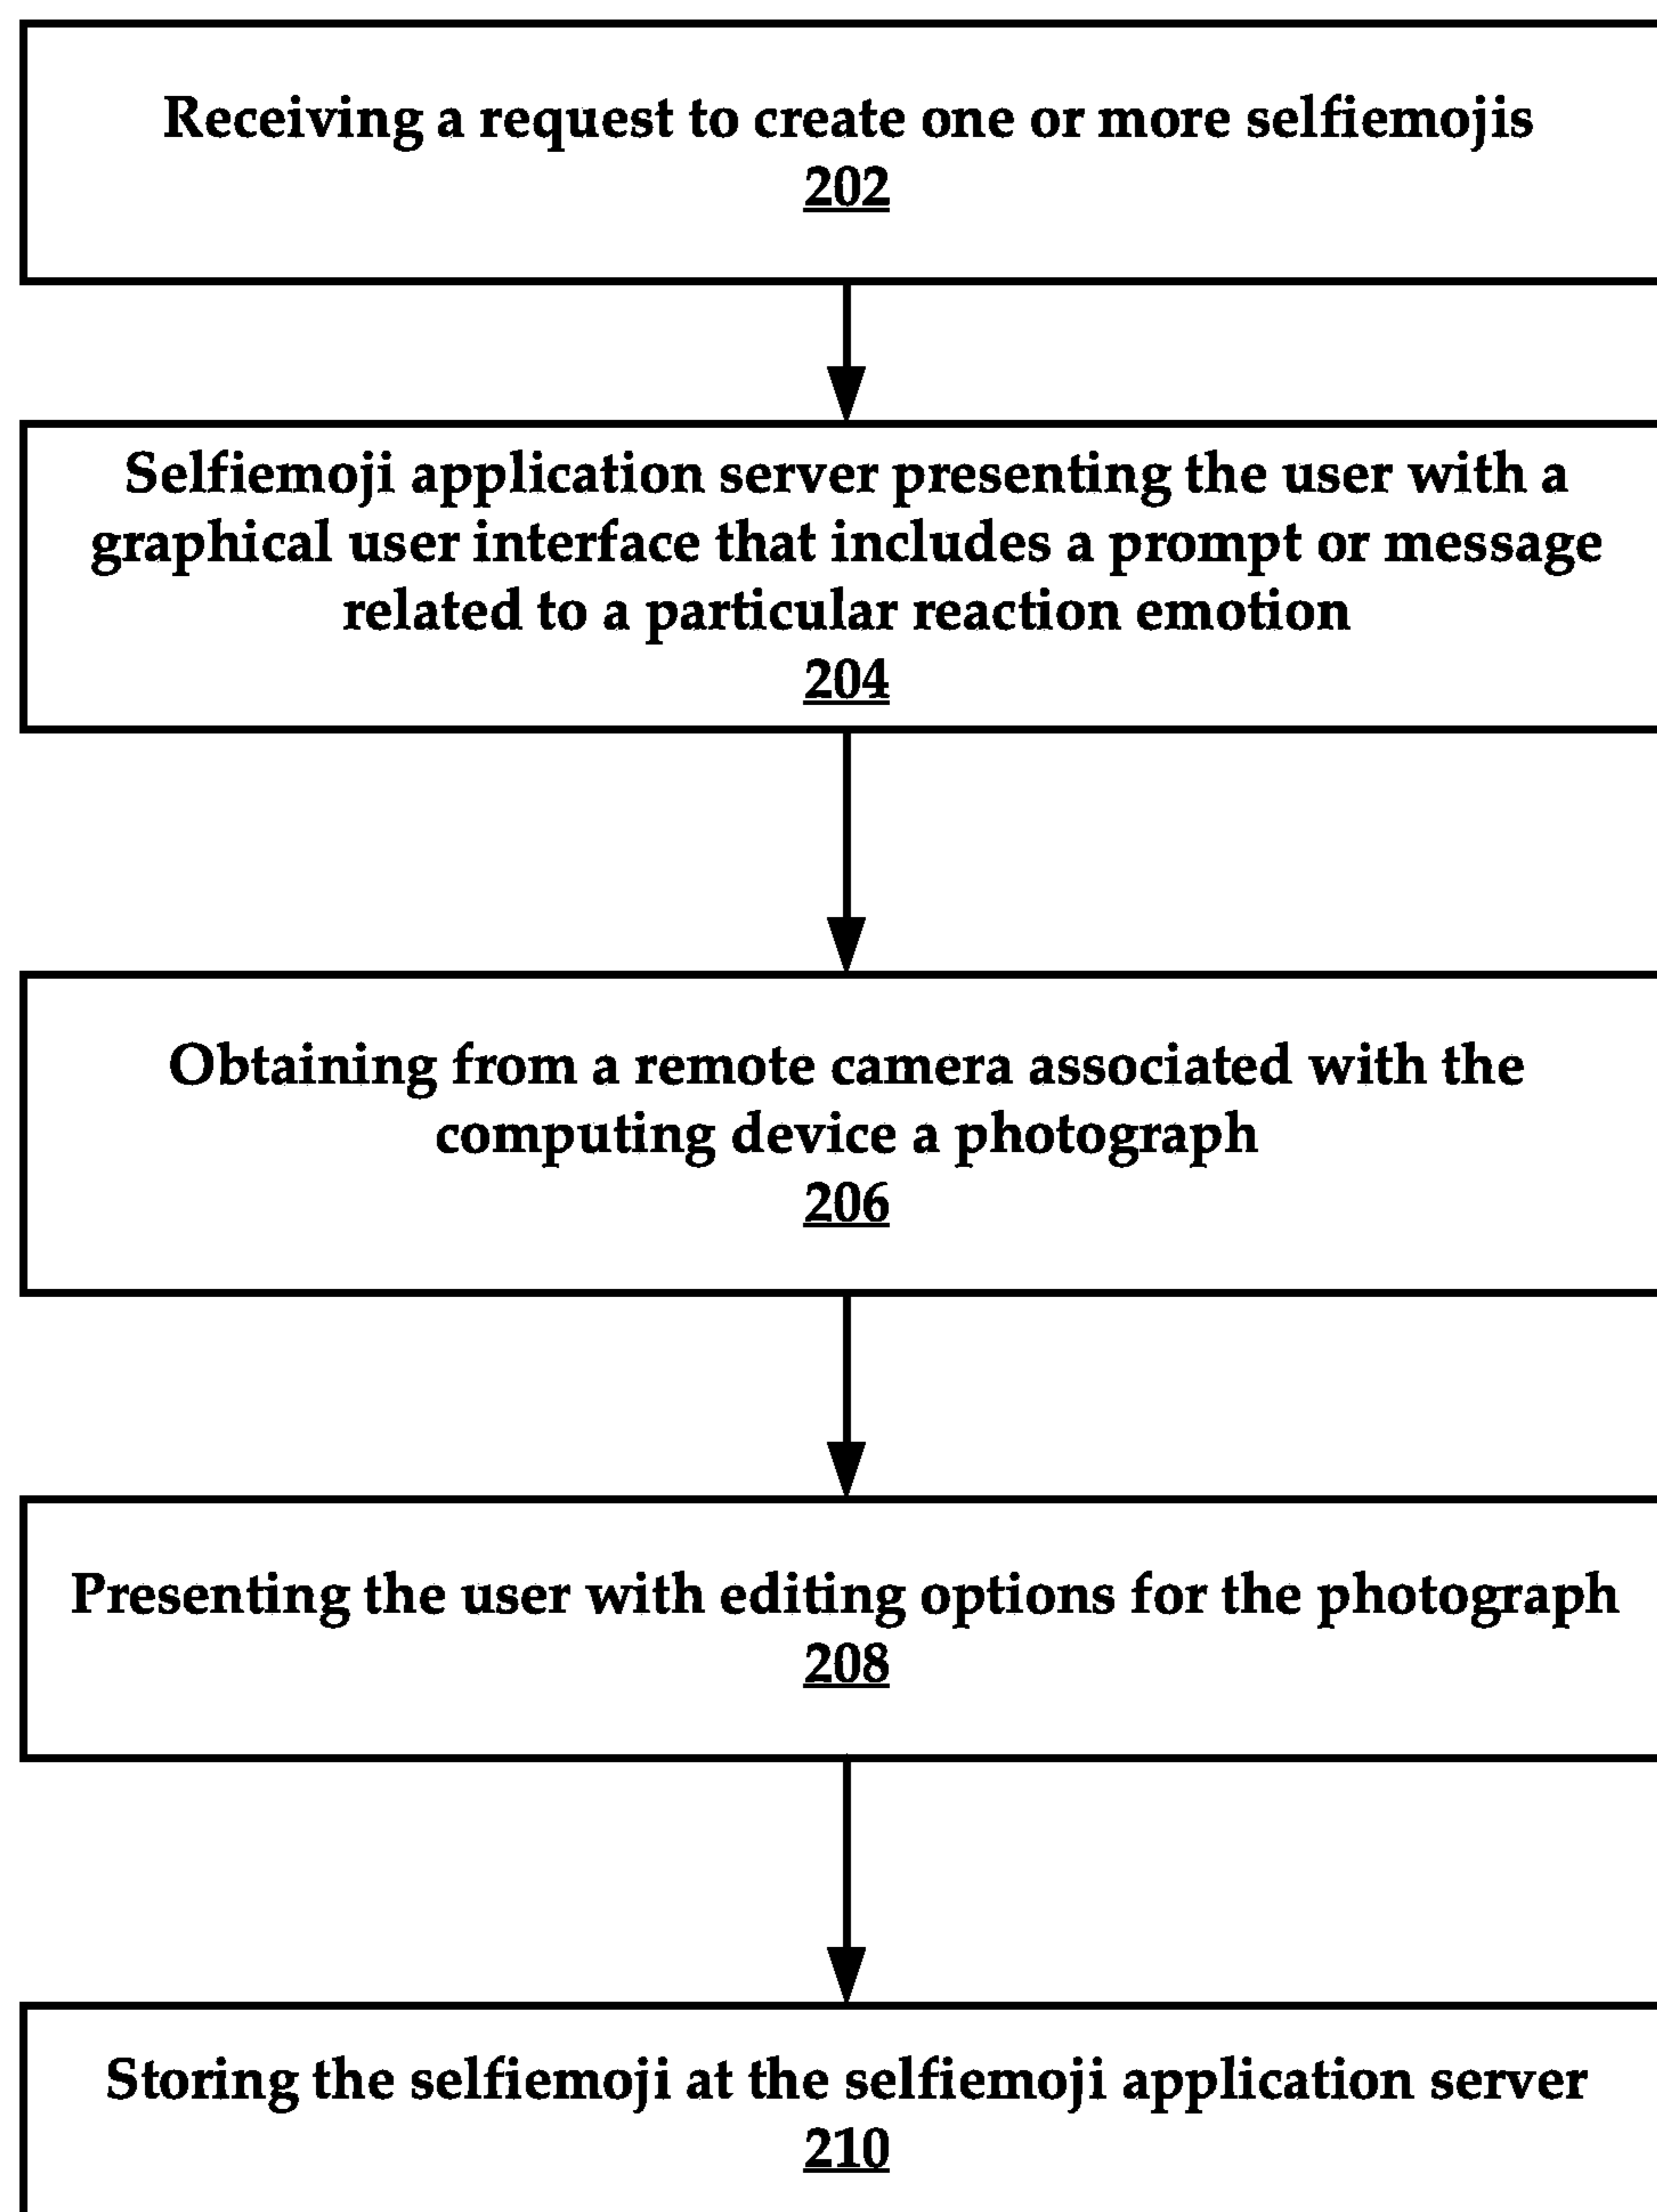 Receiving a request to create one or more selfiemojis
202
Selfiemoji application server presenting the user with a
graphical user interface that includes a prompt or message
related to a particular reaction emotion
204
Obtaining from a remote camera associated with the
computing device a photograph
206
Presenting the user with editing options for the photograph
208
Storing the selfiemoji at the selfiemoji application server
210